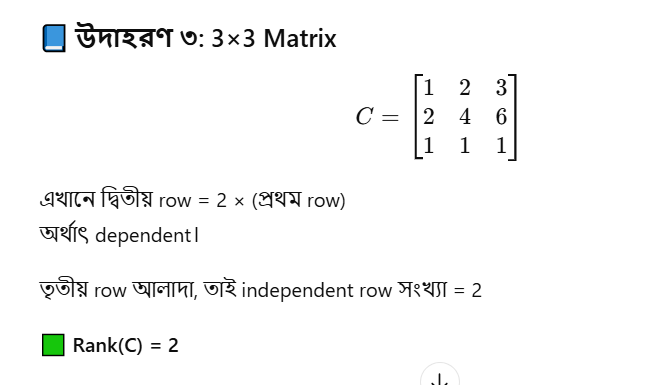 📘 উদাহরণ ৩: 3×3 Matrix
C = [1 2 3
2 4 6
1 1 1]
এখানে দ্বিতীয় row = 2 × (প্রথম row)
অর্থাৎ dependent।
তৃতীয় row আলাদা, তাই independent row সংখ্যা = 2
🟩 Rank(C) = 2